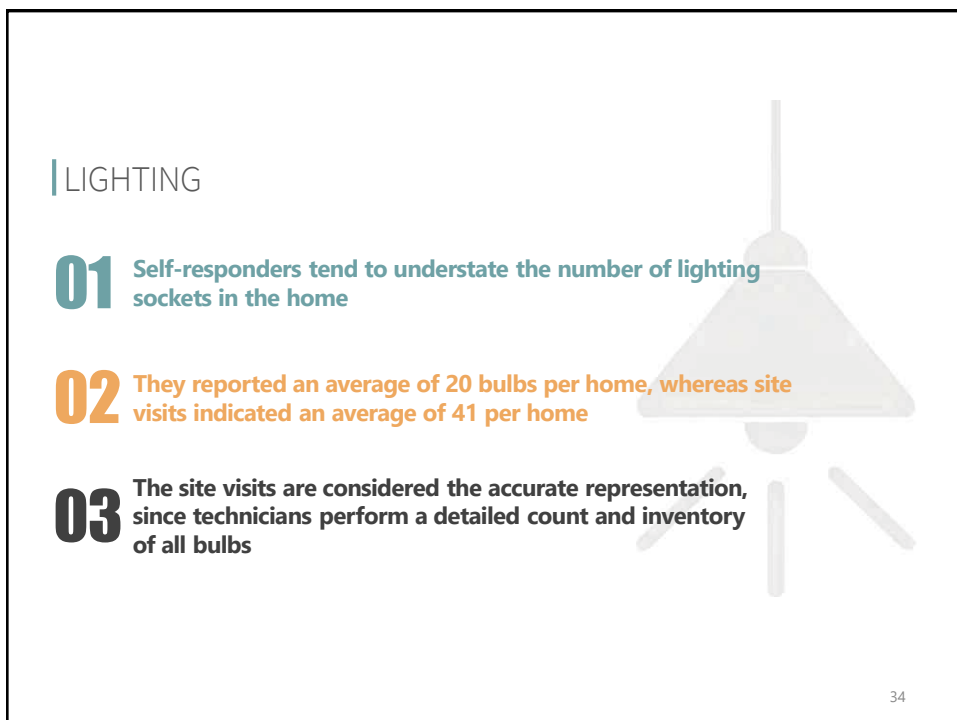 LIGHTING
01
Self-responders tend to understate the number of lighting
sockets in the home
02
They reported an average of 20 bulbs per home, whereas site
visits indicated an average of 41 per home
03
The site visits are considered the accurate representation,
since technicians perform a detailed count and inventory
of all bulbs
34